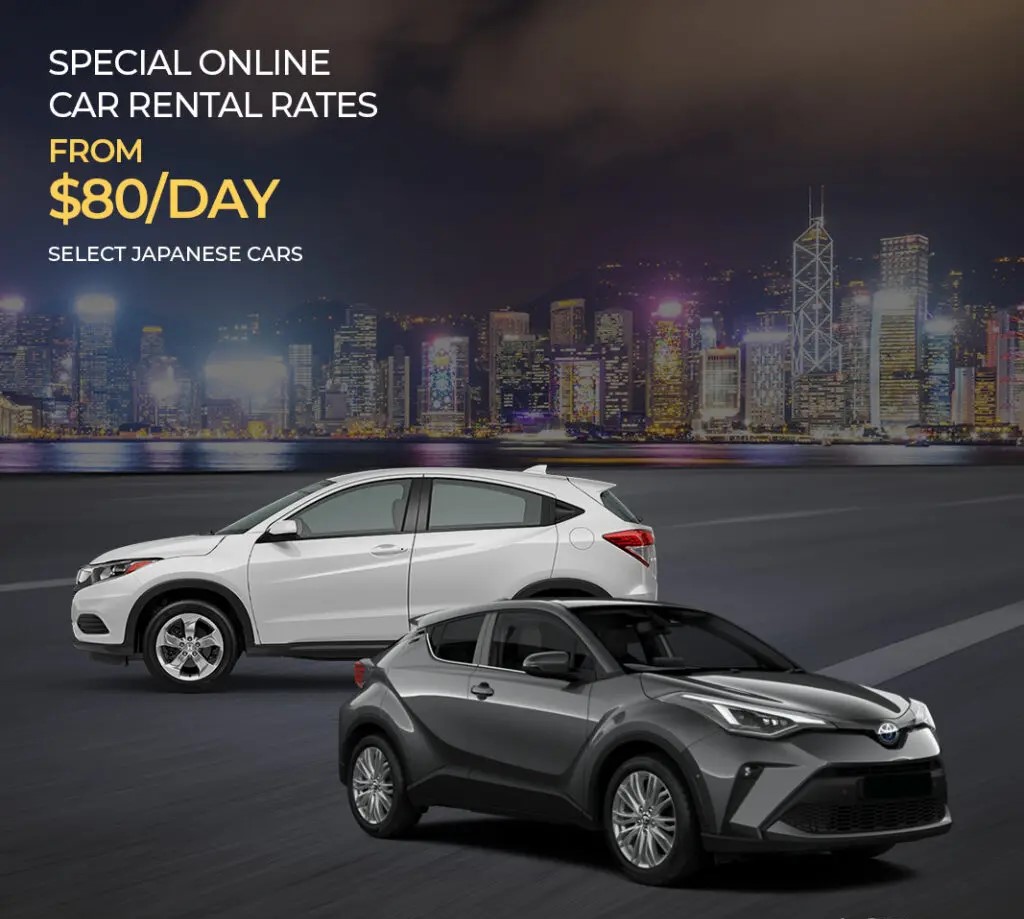 SPECIAL ONLINE
CAR RENTAL RATES
FROM
$80/DAY
SELECT JAPANESE CARS